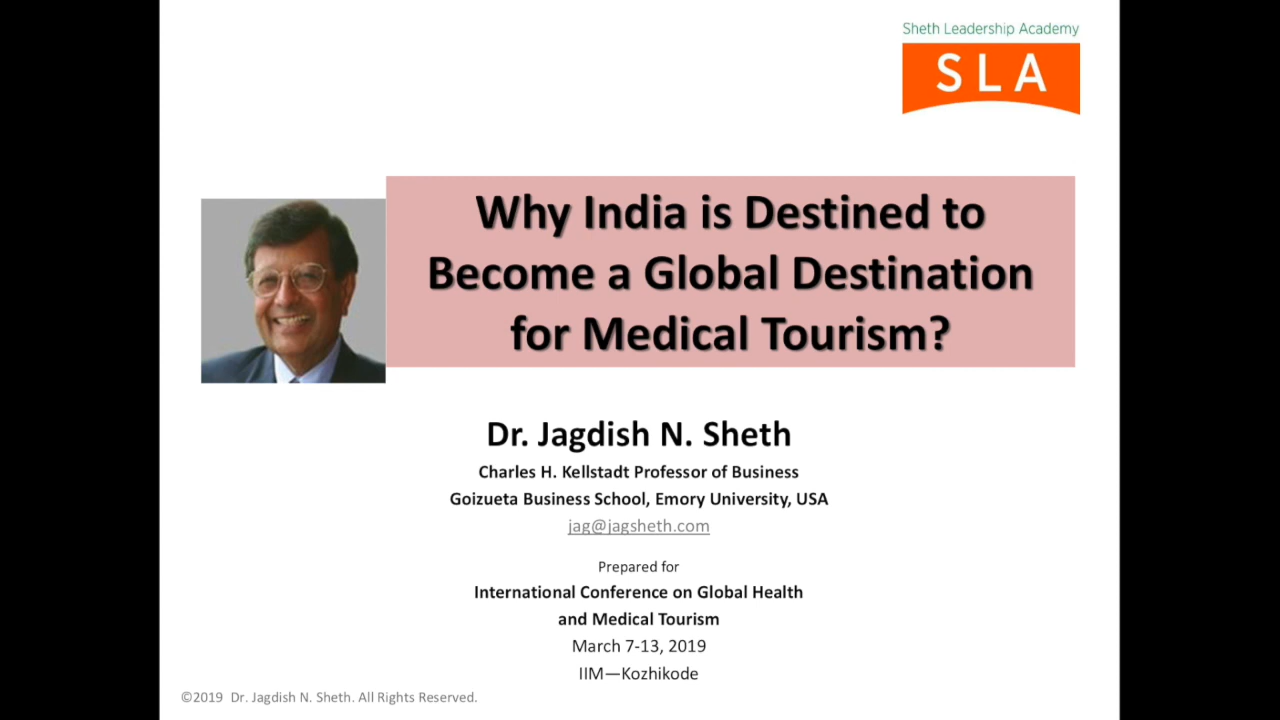 Sheth Leadership Academy
SLA
Why India is Destined to
Become a Global Destination
for Medical Tourism?
Dr. Jagdish N. Sheth
Charles H. Kellstadt Professor of Business
Goizueta Business School, Emory University, USA
jag@jagsheth.com
Prepared for
International Conference on Global Health
and Medical Tourism
March 7-13, 2019
IIM—Kozhikode
©2019 Dr. Jagdish N. Sheth. All Rights Reserved.